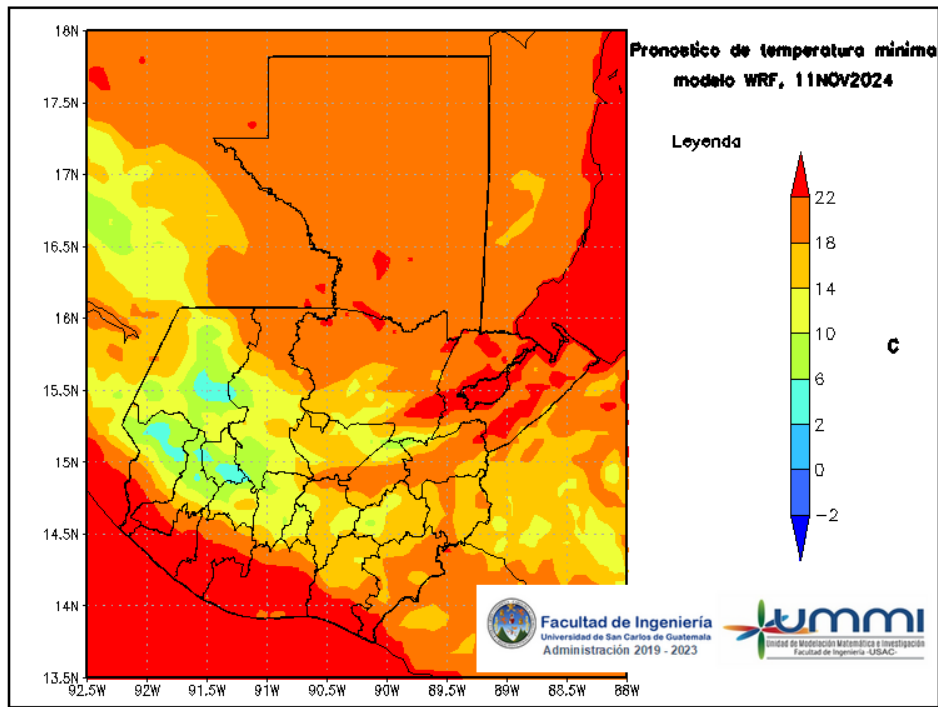 Pronostico de temperatura minima
modelo WRF, 11NOV2024
Leyenda
22
18
14
10
6
2
0
-2
C
18N
17.5N
17N
16.5N
16N
15.5N
15N
14.5N
14N
13.5N
92.5W 92W 91.5W 91W 90.5W 90W 89.5W 89W 88.5W 88W
Facultad de Ingeniería
Universidad de San Carlos de Guatemala
Administración 2019 - 2023
UMMI
Unidad de Modelación Matemática e Investigación
Facultad de Ingeniería -USAC-